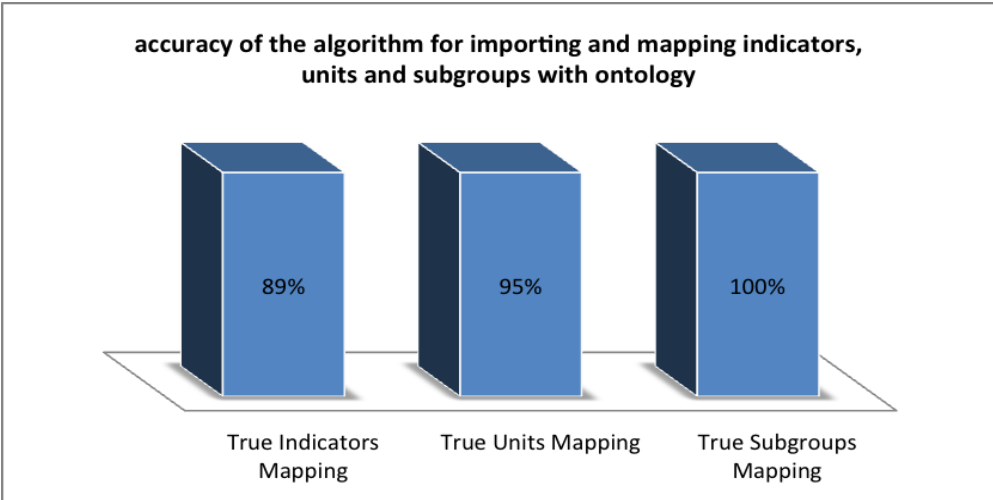 accuracy of the algorithm for importing and mapping indicators,
units and subgroups with ontology
89%
95%
100%
True Indicators
Mapping
True Units Mapping
True Subgroups
Mapping